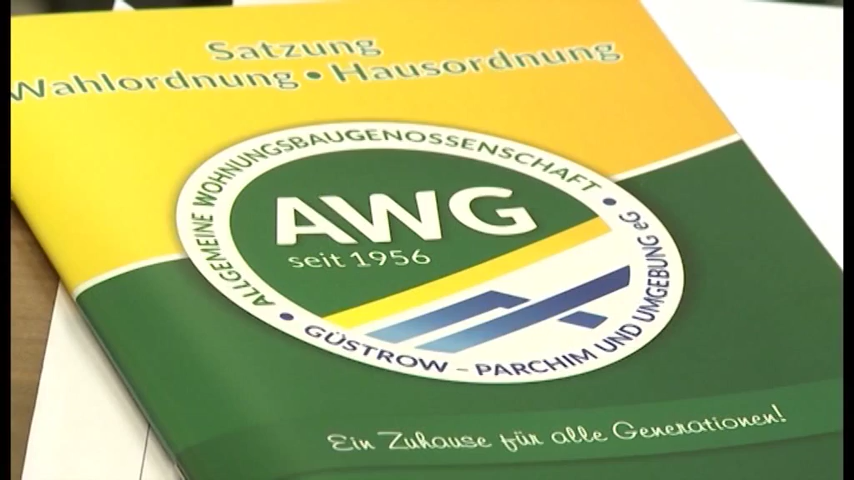 Satzung
Wahlordnung • Hausordnung
ALLGEMEINE WOHNUNGSBAUGENOSSENSCHAFT
AWG
seit 1956
GÜSTROW – PARCHIM UND UMGEBUNG eG
Ein Zuhause für alle Generationen!